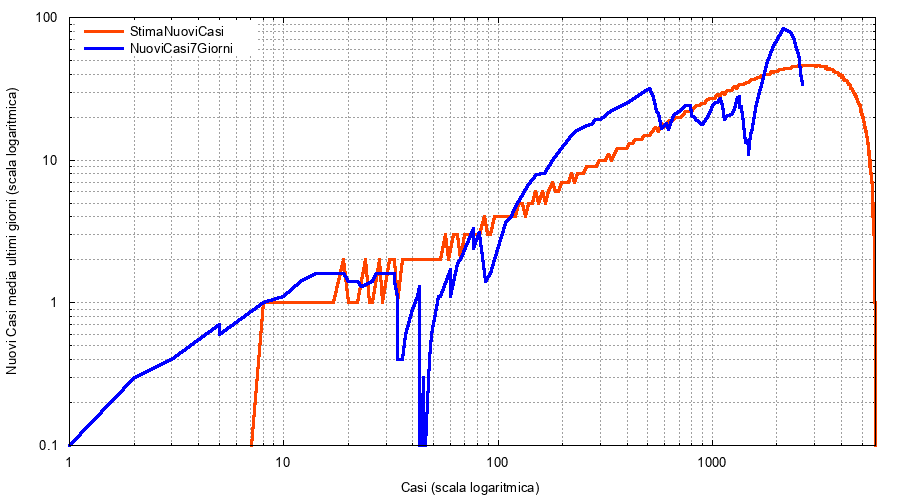 100
StimaNuoviCasi
NuoviCasi7Giorni
10
1
0.1
Nuovi Casi media ultimi giorni (scala logaritmica)
1
10
100
1000
Casi (scala logaritmica)